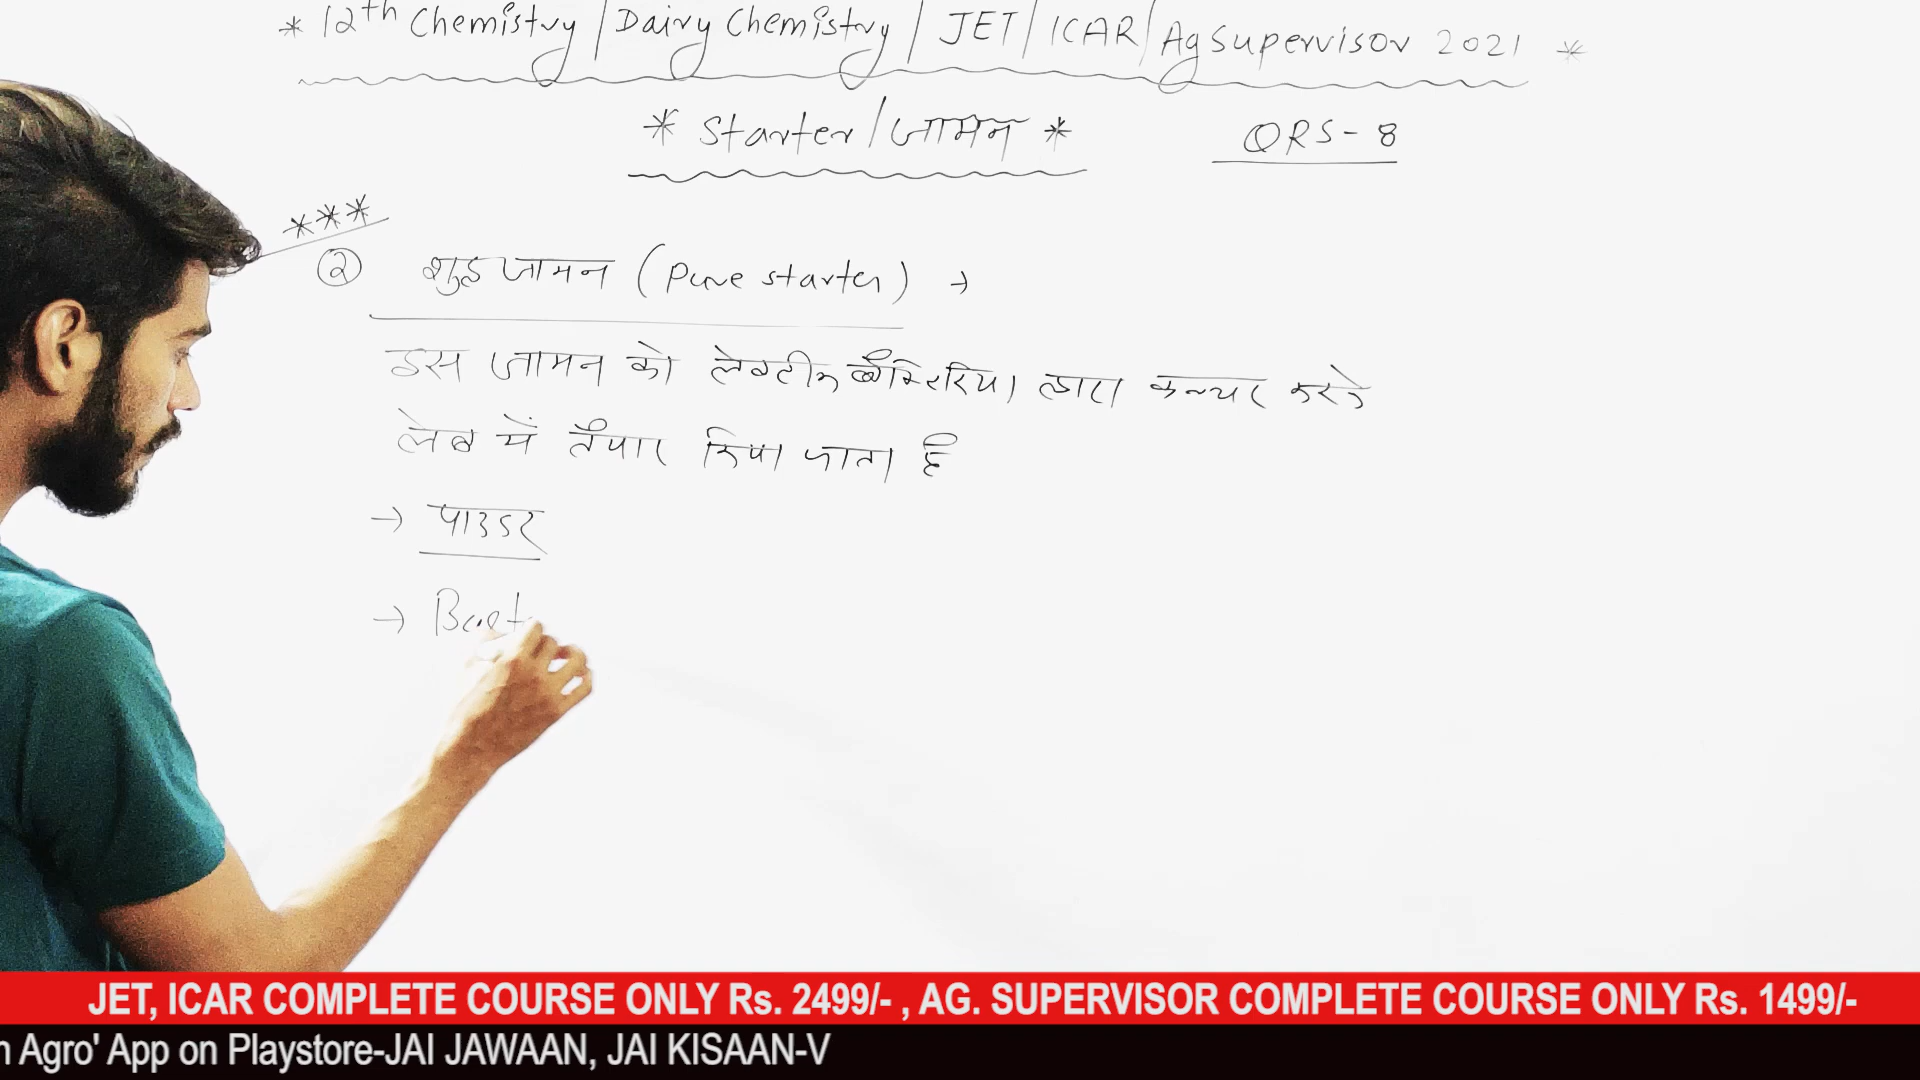 * 12th Chemistry / Dairy Chemistry / JET / ICAR / Ag Supervisor 2021 *
* Starter / जामन *
QRS - 8
***
② शुद्ध जामन (Pure starter) →
इस जामन को लेक्टीक बैक्टिरिया द्वारा कल्चर करके
लेब में तैयार किया जाता है
→ पाउडर
→ Bact
JET, ICAR COMPLETE COURSE ONLY Rs. 2499/- , AG. SUPERVISOR COMPLETE COURSE ONLY Rs. 1499/-
n Agro' App on Playstore-JAI JAWAAN, JAI KISAAN-V